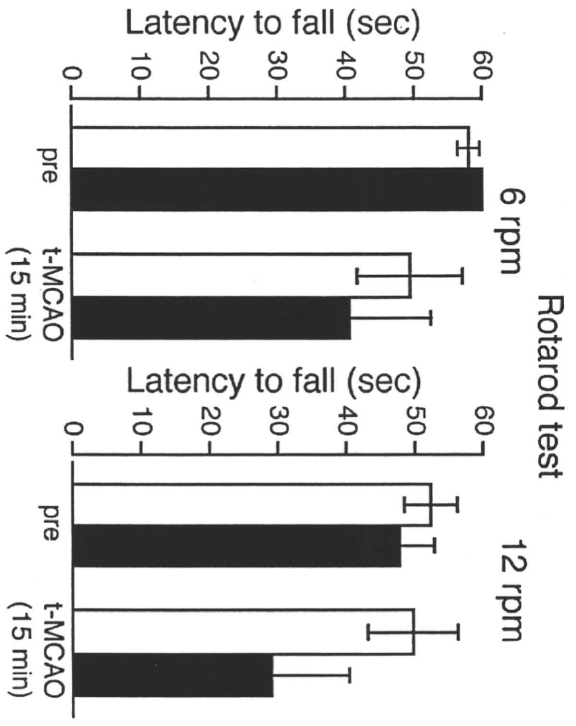 Rotarod test
6 rpm
Latency to fall (sec)
60
50
40
30
20
10
0
pre
t-MCAO
(15 min)
12 rpm
Latency to fall (sec)
60
50
40
30
20
10
0
pre
t-MCAO
(15 min)